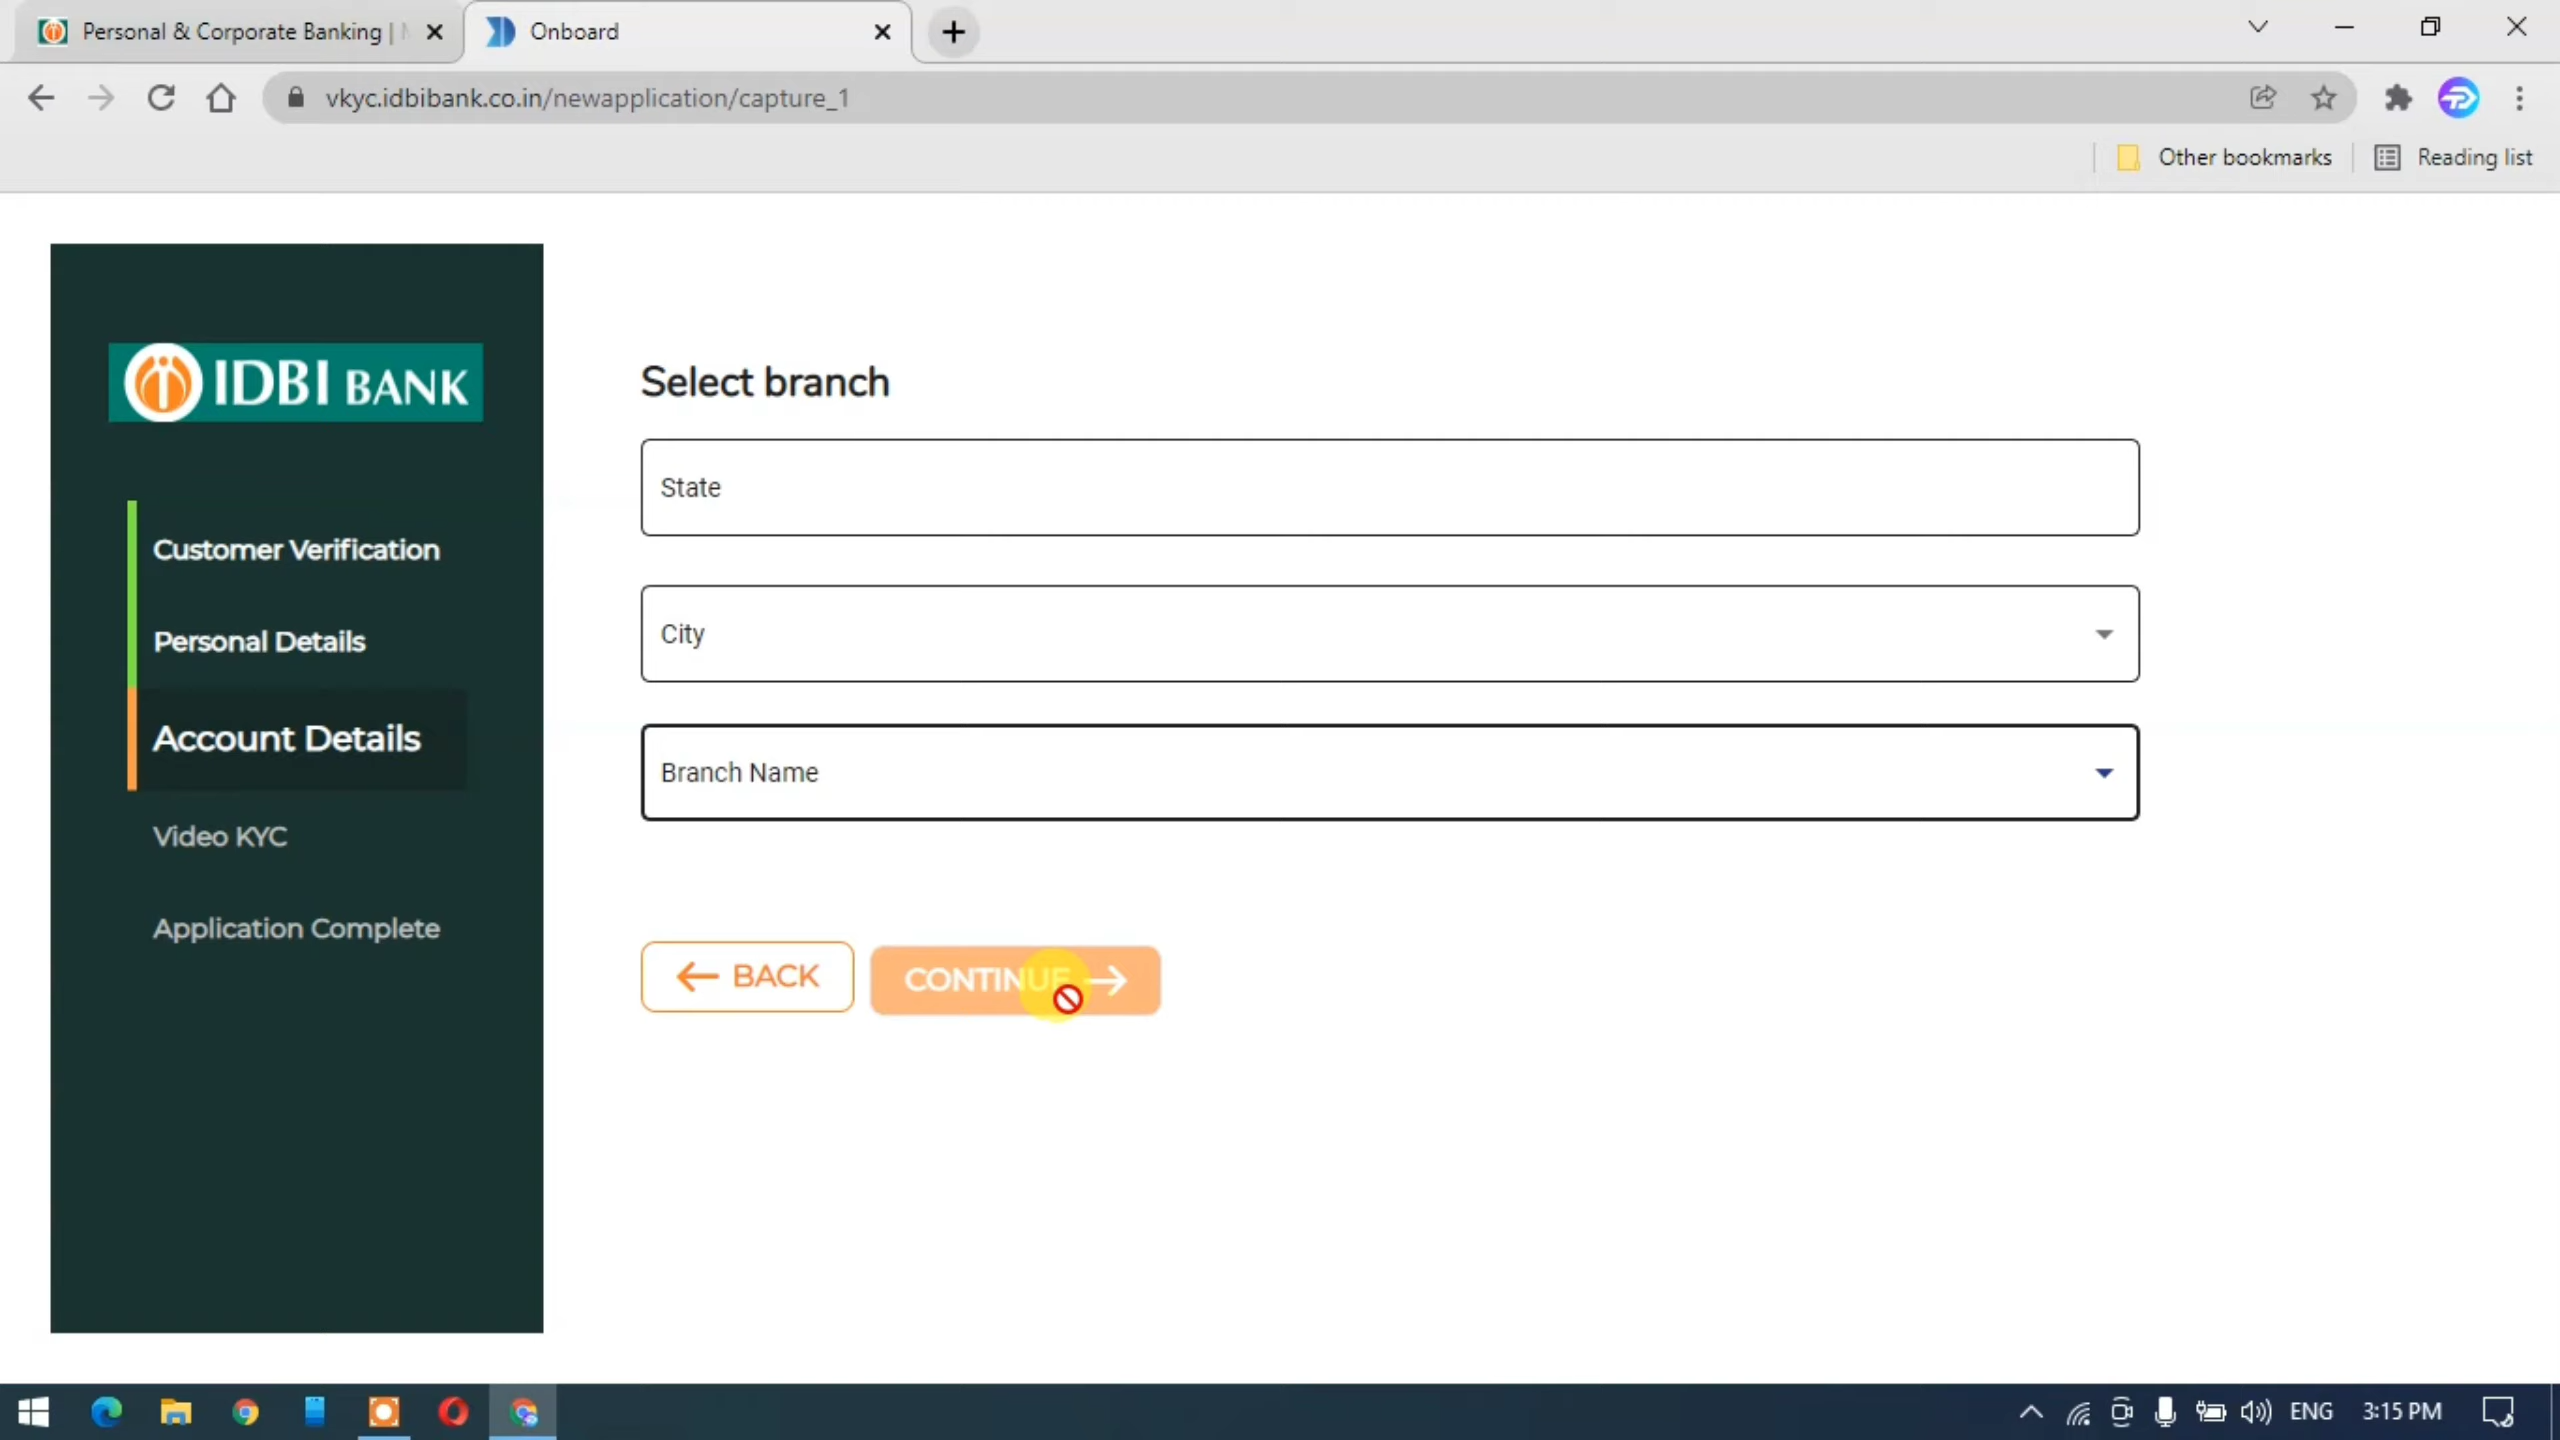 Personal & Corporate Banking |
Onboard
vkyc.idbibank.co.in/newapplication/capture_1
Other bookmarks
Reading list
IDBI BANK
Customer Verification
Personal Details
Account Details
Video KYC
Application Complete
Select branch
State
City
Branch Name
BACK
CONTINUE
ENG
3:15 PM